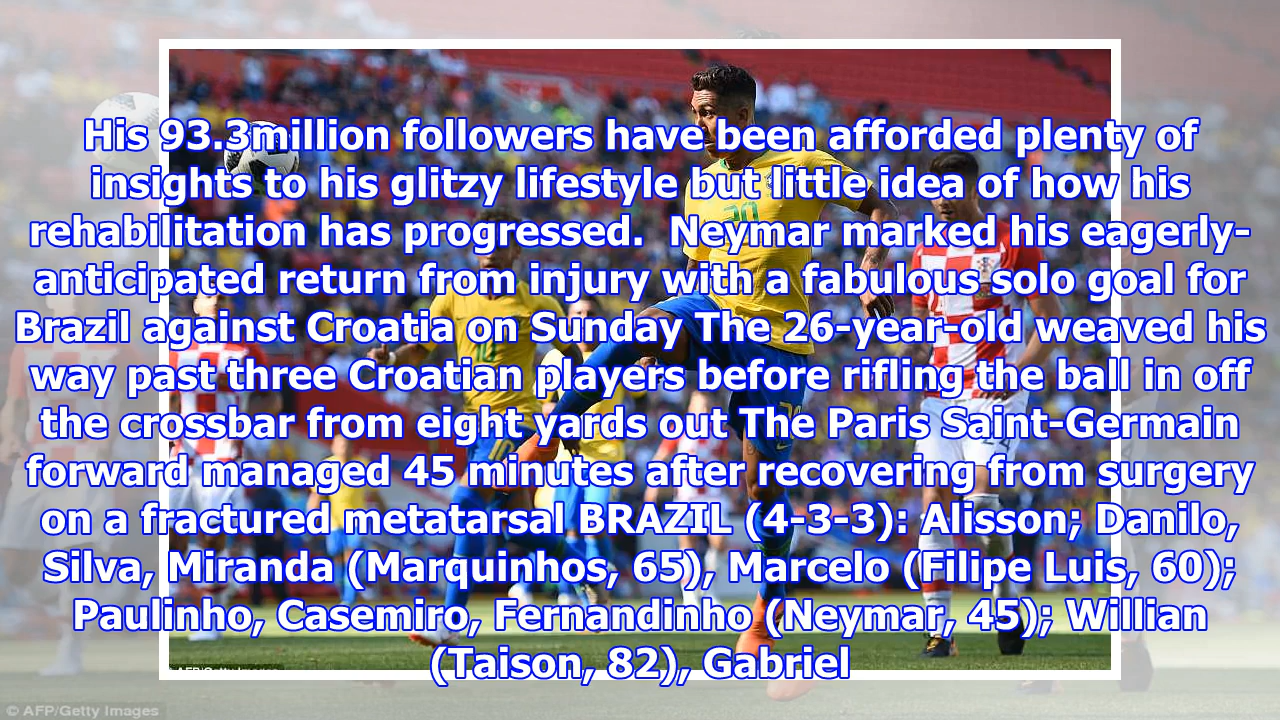 His 93.3million followers have been afforded plenty of
insights to his glitzy lifestyle but little idea of how his
rehabilitation has progressed.  Neymar marked his eagerly-
anticipated return from injury with a fabulous solo goal for
Brazil against Croatia on Sunday The 26-year-old weaved his
way past three Croatian players before rifling the ball in off
the crossbar from eight yards out The Paris Saint-Germain
forward managed 45 minutes after recovering from surgery
on a fractured metatarsal BRAZIL (4-3-3): Alisson; Danilo,
Silva, Miranda (Marquinhos, 65), Marcelo (Filipe Luis, 60);
Paulinho, Casemiro, Fernandinho (Neymar, 45); Willian
(Taison, 82), Gabriel
© AFP/Getty Images